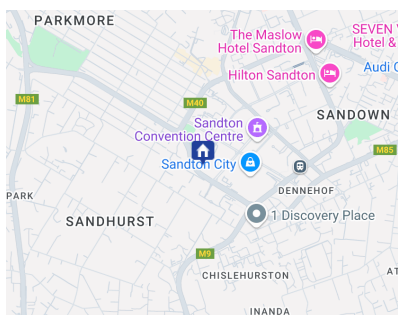 PARKMORE
The Maslow
Hotel Sandton
SEVEN
Hotel &
Hilton Sandton
Audi
M81
M40
Sandton
Convention Centre
SANDOWN
Sandton City
M85
DENNEHOF
PARK
SANDHURST
1 Discovery Place
M9
CHISLEHURSTON
INANDA